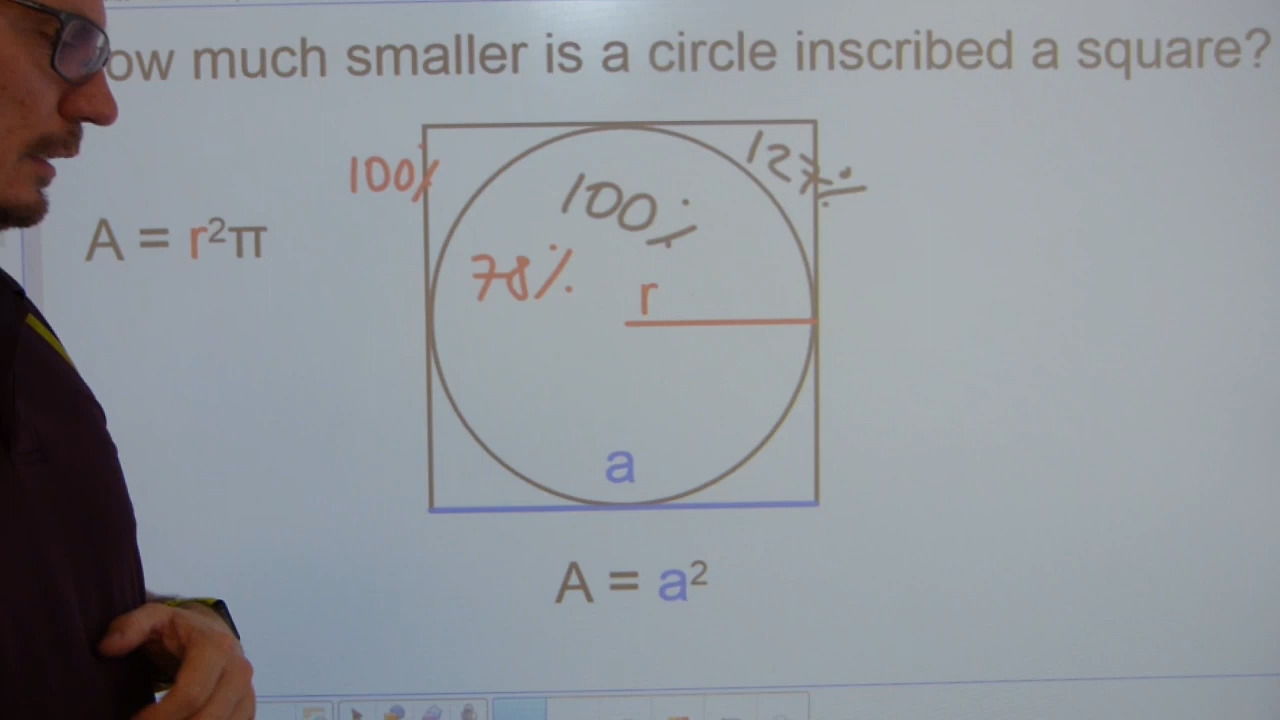 ow much smaller is a circle inscribed a square?
100%
127%
100%
A = r²π
78%
r
a
A = a²